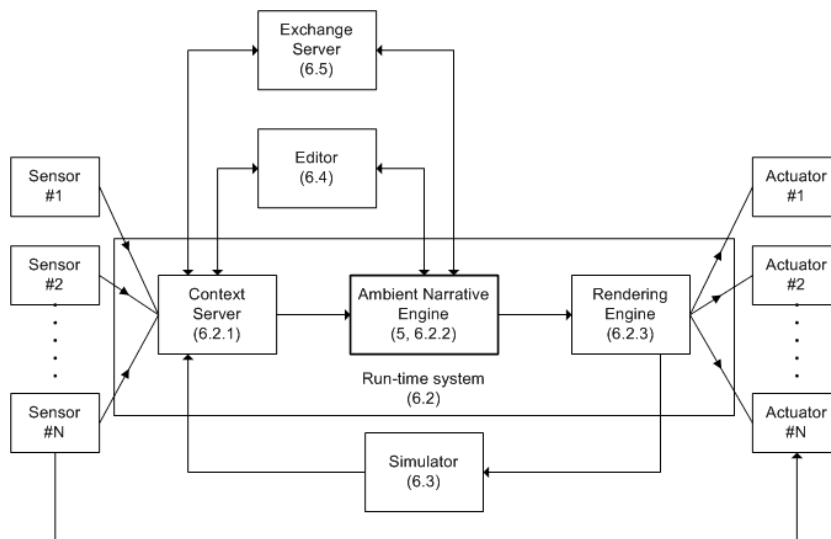 Exchange
Server
(6.5)
Editor
(6.4)
Sensor
#1
Actuator
#1
Sensor
#2
Context
Server
(6.2.1)
Ambient Narrative
Engine
(5, 6.2.2)
Rendering
Engine
(6.2.3)
Actuator
#2
Run-time system
(6.2)
Sensor
#N
Actuator
#N
Simulator
(6.3)